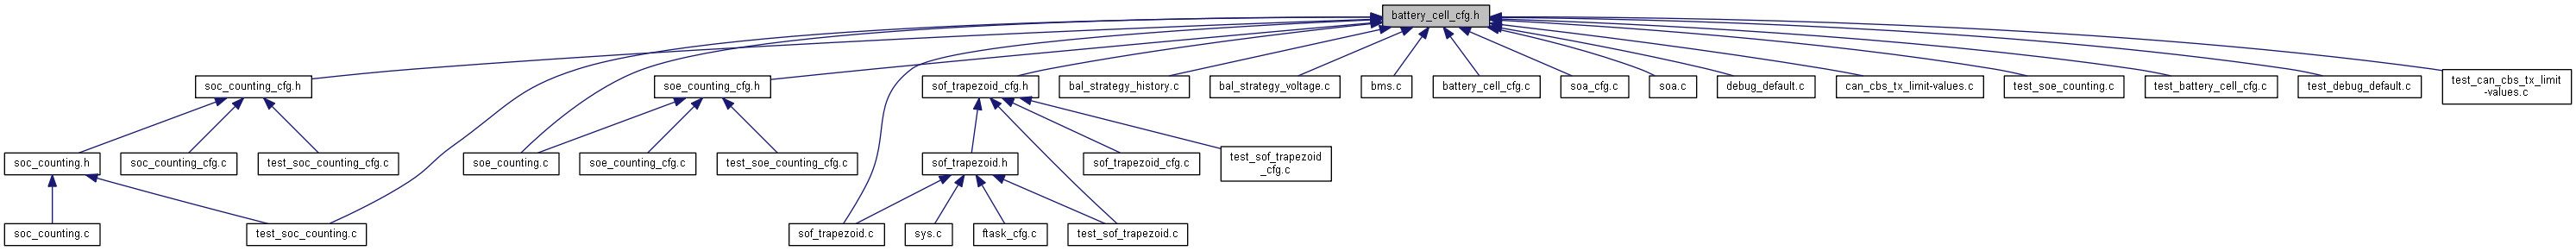 battery_cell_cfg.h
soc_counting_cfg.h
soe_counting_cfg.h
sof_trapezoid_cfg.h
bal_strategy_history.c
bal_strategy_voltage.c
bms.c
battery_cell_cfg.c
soa_cfg.c
soa.c
debug_default.c
can_cbs_tx_limit-values.c
test_soe_counting.c
test_battery_cell_cfg.c
test_debug_default.c
test_can_cbs_tx_limit
-values.c
soc_counting.h
soc_counting_cfg.c
test_soc_counting_cfg.c
soe_counting.c
soe_counting_cfg.c
test_soe_counting_cfg.c
sof_trapezoid.h
sof_trapezoid_cfg.c
test_sof_trapezoid
_cfg.c
soc_counting.c
test_soc_counting.c
sof_trapezoid.c
sys.c
ftask_cfg.c
test_sof_trapezoid.c